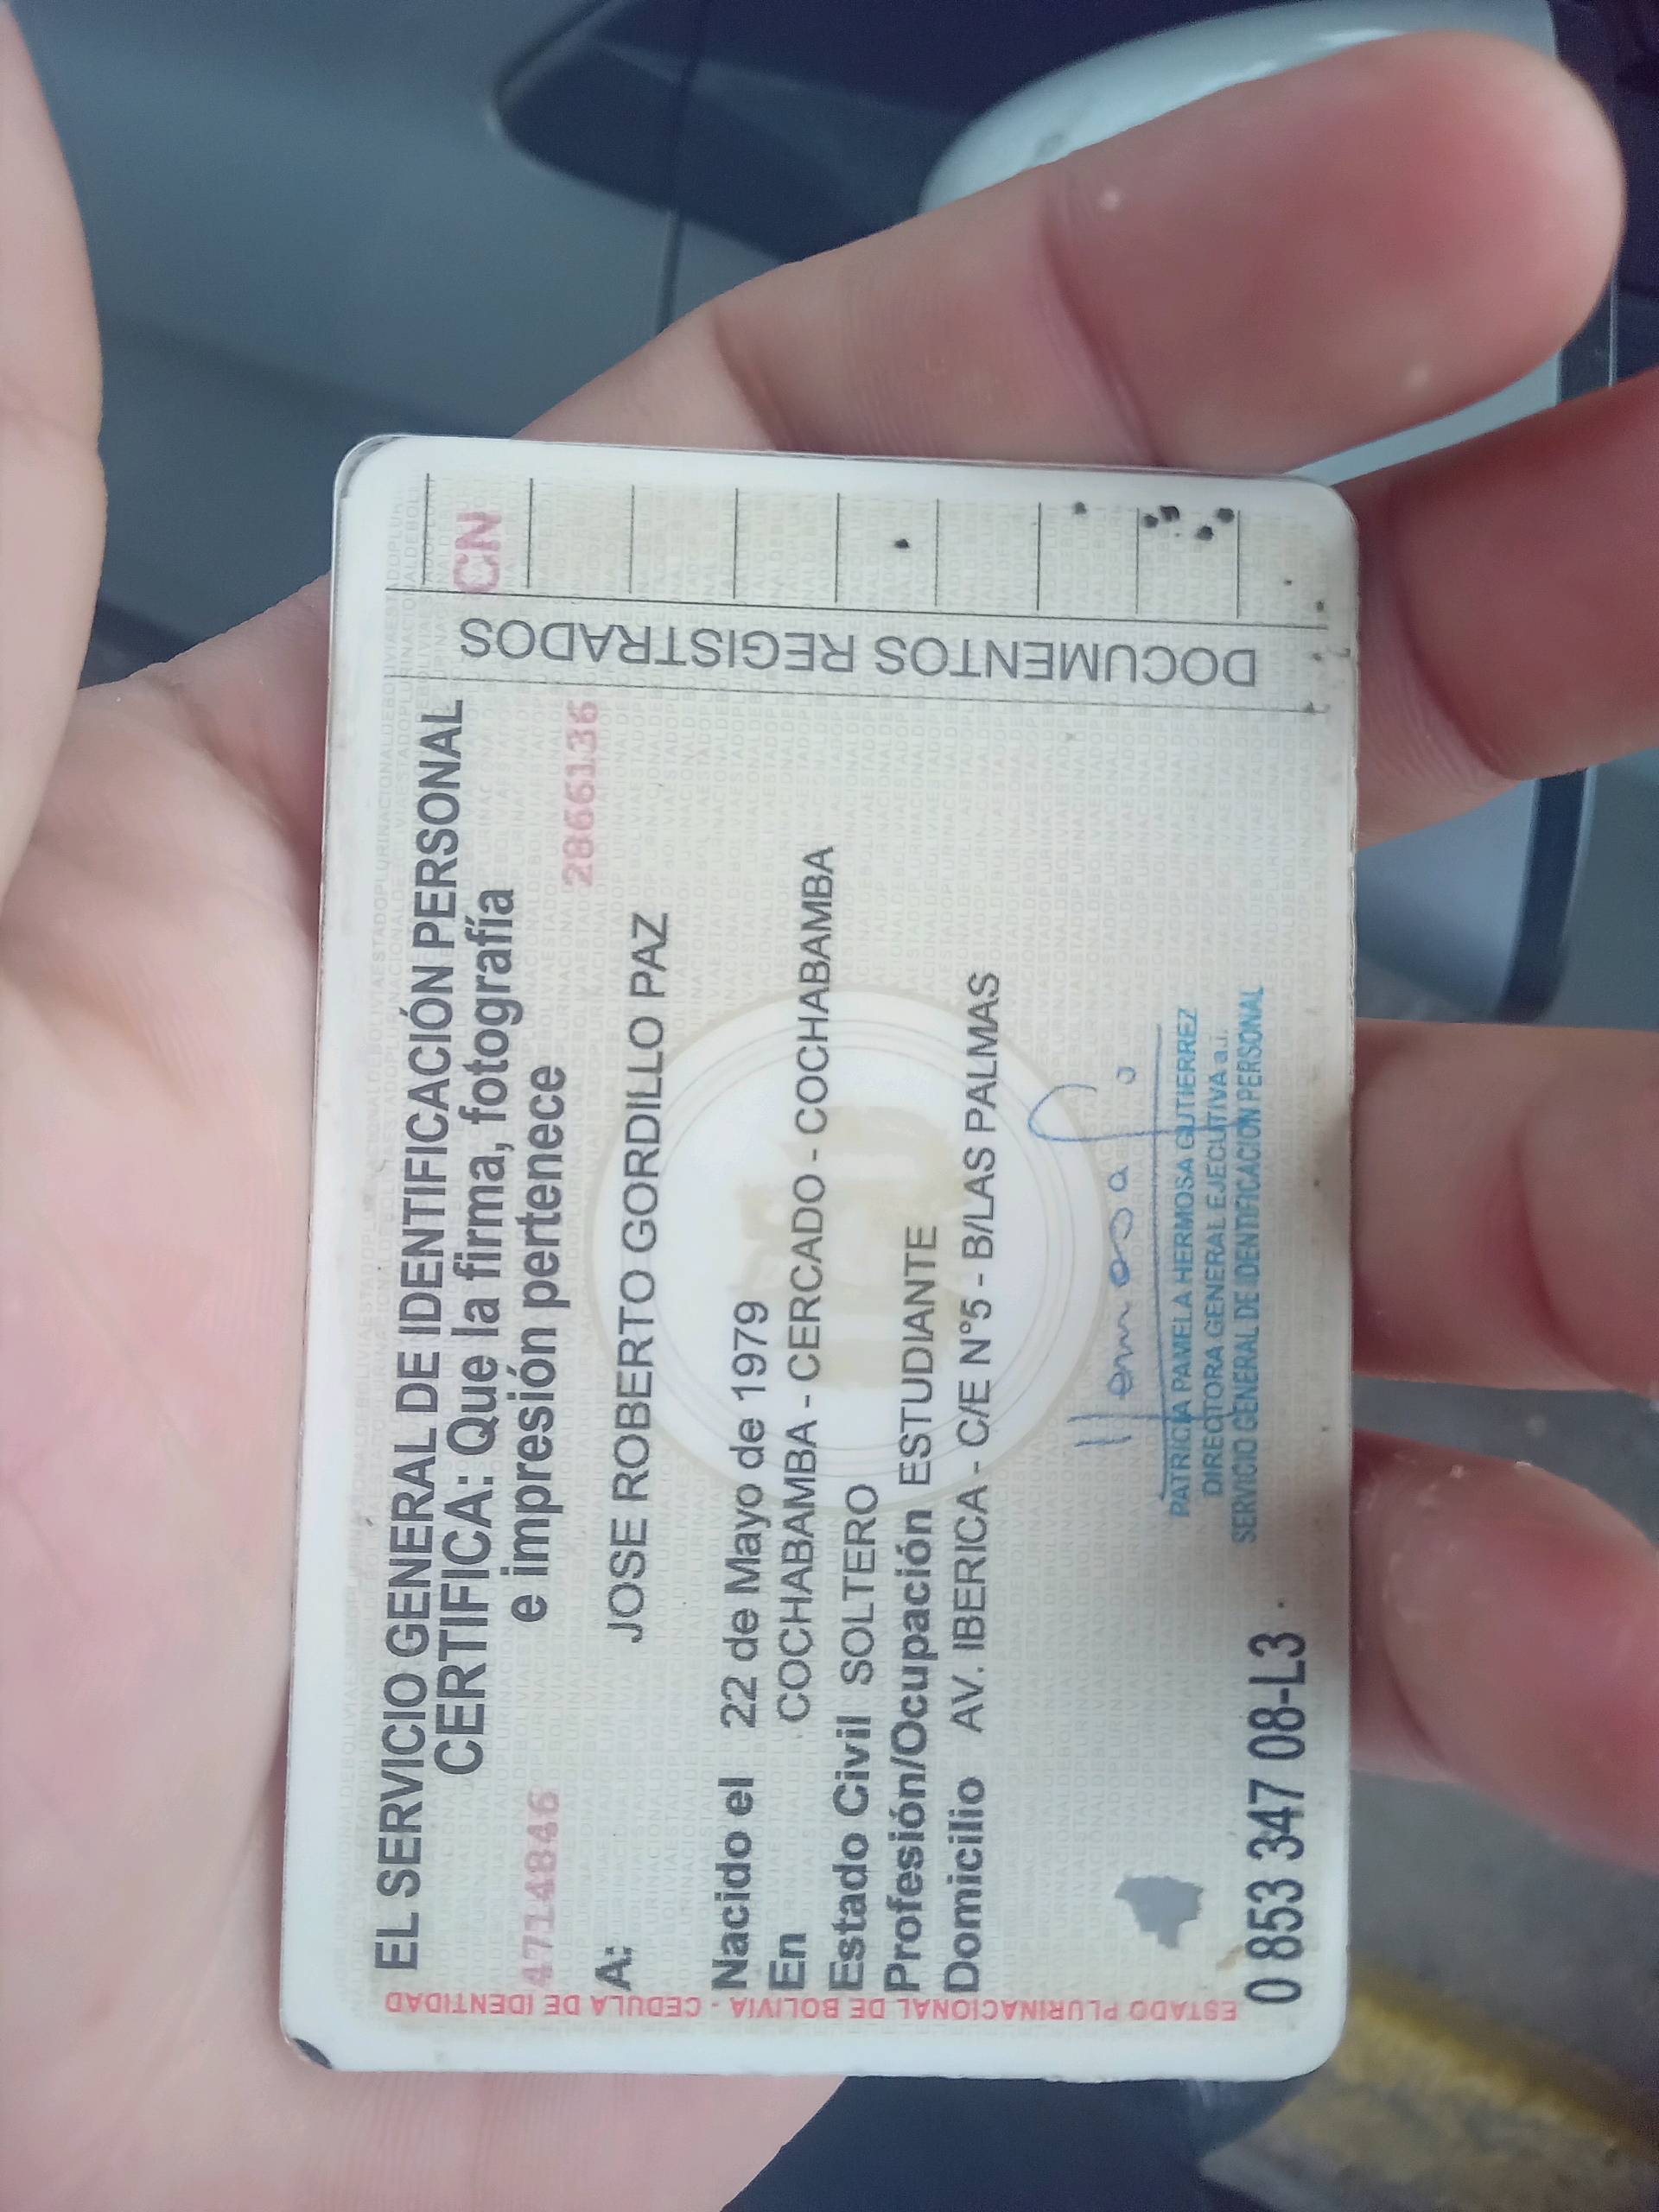 EL SERVICIO GENERAL DE IDENTIFICACIÓN PERSONAL
CERTIFICA: Que la firma, fotografía
e impresión pertenece
4714846
2866136
A: JOSE ROBERTO GORDILLO PAZ
Nacido el 22 de Mayo de 1979
En COCHABAMBA - CERCADO - COCHABAMBA
Estado Civil SOLTERO
Profesión/Ocupación ESTUDIANTE
Domicilio AV. IBERICA - C/E N°5 - B/LAS PALMAS
Hermosa
PATRICIA PAMELA HERMOSA GUTIERREZ
DIRECTORA GENERAL EJECUTIVA a.i.
SERVICIO GENERAL DE IDENTIFICACION PERSONAL
0 853 347 08-L3
ESTADO PLURINACIONAL DE BOLIVIA - CEDULA DE IDENTIDAD
DOCUMENTOS REGISTRADOS
CN